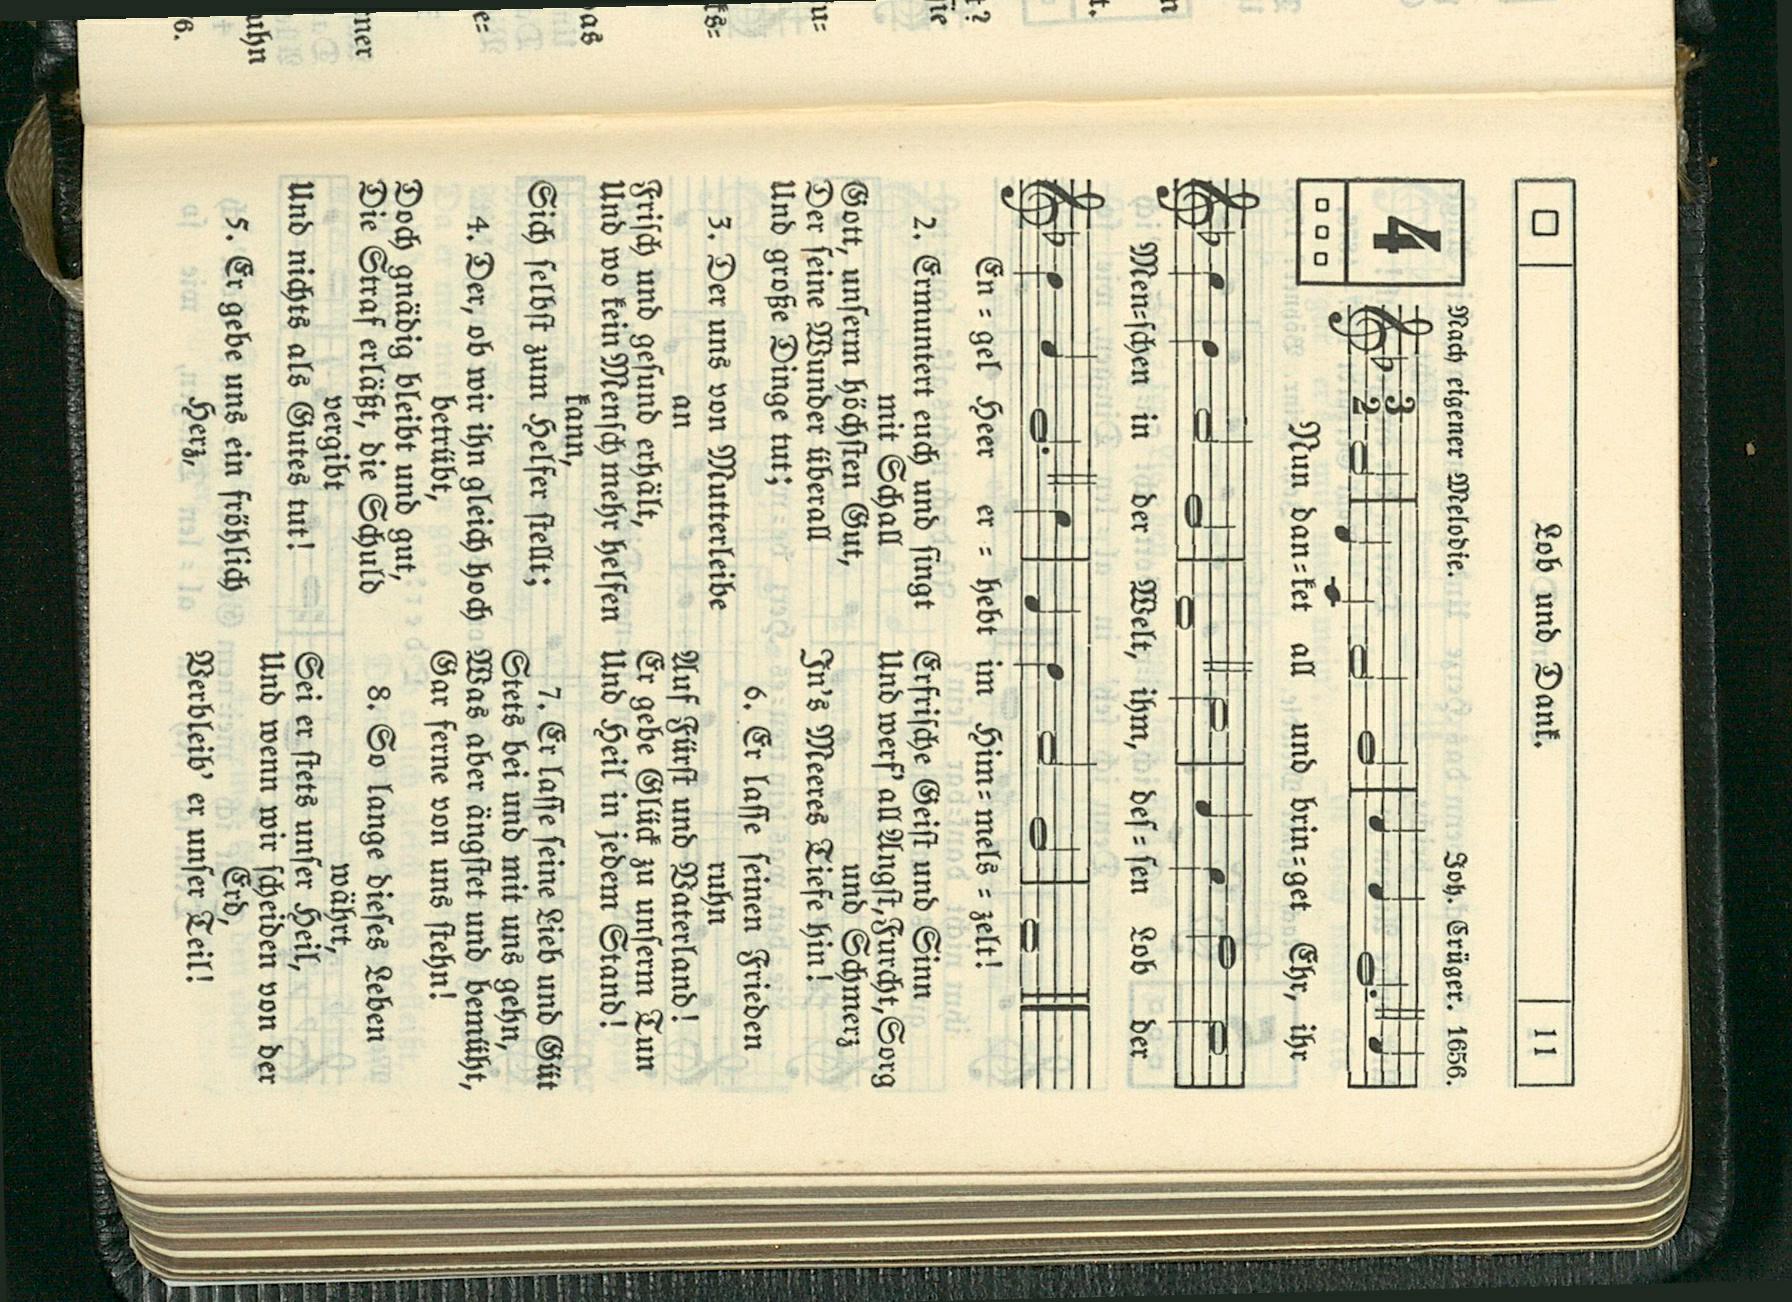 Lob und Dank.
11
4
Nach eigener Melodie.
Joh. Crüger. 1656.
3
2
Nun dan=ket all und brin=get Ehr, ihr
Men=schen in der Welt, ihm, des=sen Lob der
En=gel Heer er=hebt im Him=mels=zelt!
2. Ermuntert euch und singt
mit Schall
Gott, unserm höchsten Gut,
Der seine Wunder überall
Und große Dinge tut;
3. Der uns von Mutterleibe
an
Frisch und gesund erhält,
Und wo kein Mensch mehr helfen
kann,
Sich selbst zum Helfer stellt;
4. Der, ob wir ihn gleich hoch
betrübt,
Doch gnädig bleibt und gut,
Die Straf erläßt, die Schuld
vergibt
Und nichts als Gutes tut!
5. Er gebe uns ein fröhlich
Herz,
Erfrische Geist und Sinn
Und werf' all Angst, Furcht, Sorg
und Schmerz
In's Meeres Tiefe hin!
6. Er lasse seinen Frieden
ruhn
Auf Fürst und Vaterland!
Er gebe Glück zu unserm Tun
Und Heil in jedem Stand!
7. Er lasse seine Lieb und Güt
Stets bei und mit uns gehn,
Was aber ängstet und bemüht,
Gar ferne von uns stehn!
8. So lange dieses Leben
währt,
Sei er stets unser Heil,
Und wenn wir scheiden von der
Erd,
Verbleib' er unser Teil!